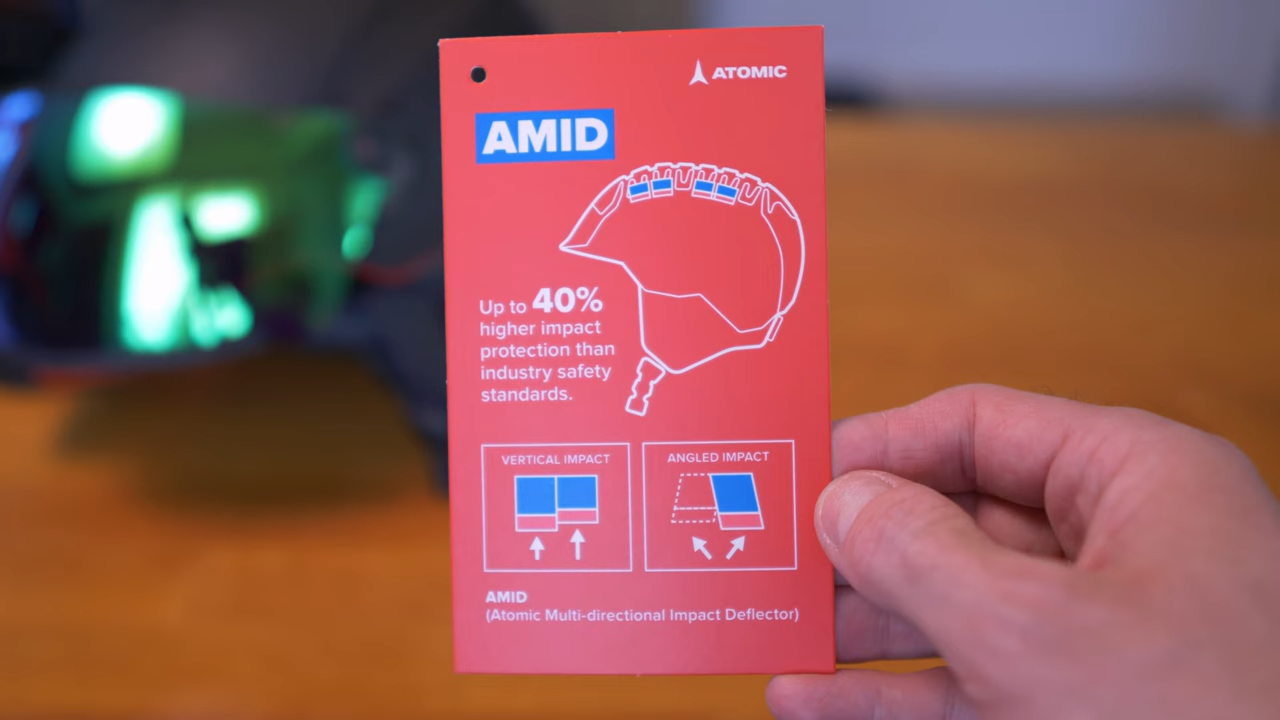 ATOMIC
AMID
Up to 40%
higher impact
protection than
industry safety
standards.
VERTICAL IMPACT
ANGLED IMPACT
AMID
(Atomic Multi-directional Impact Deflector)